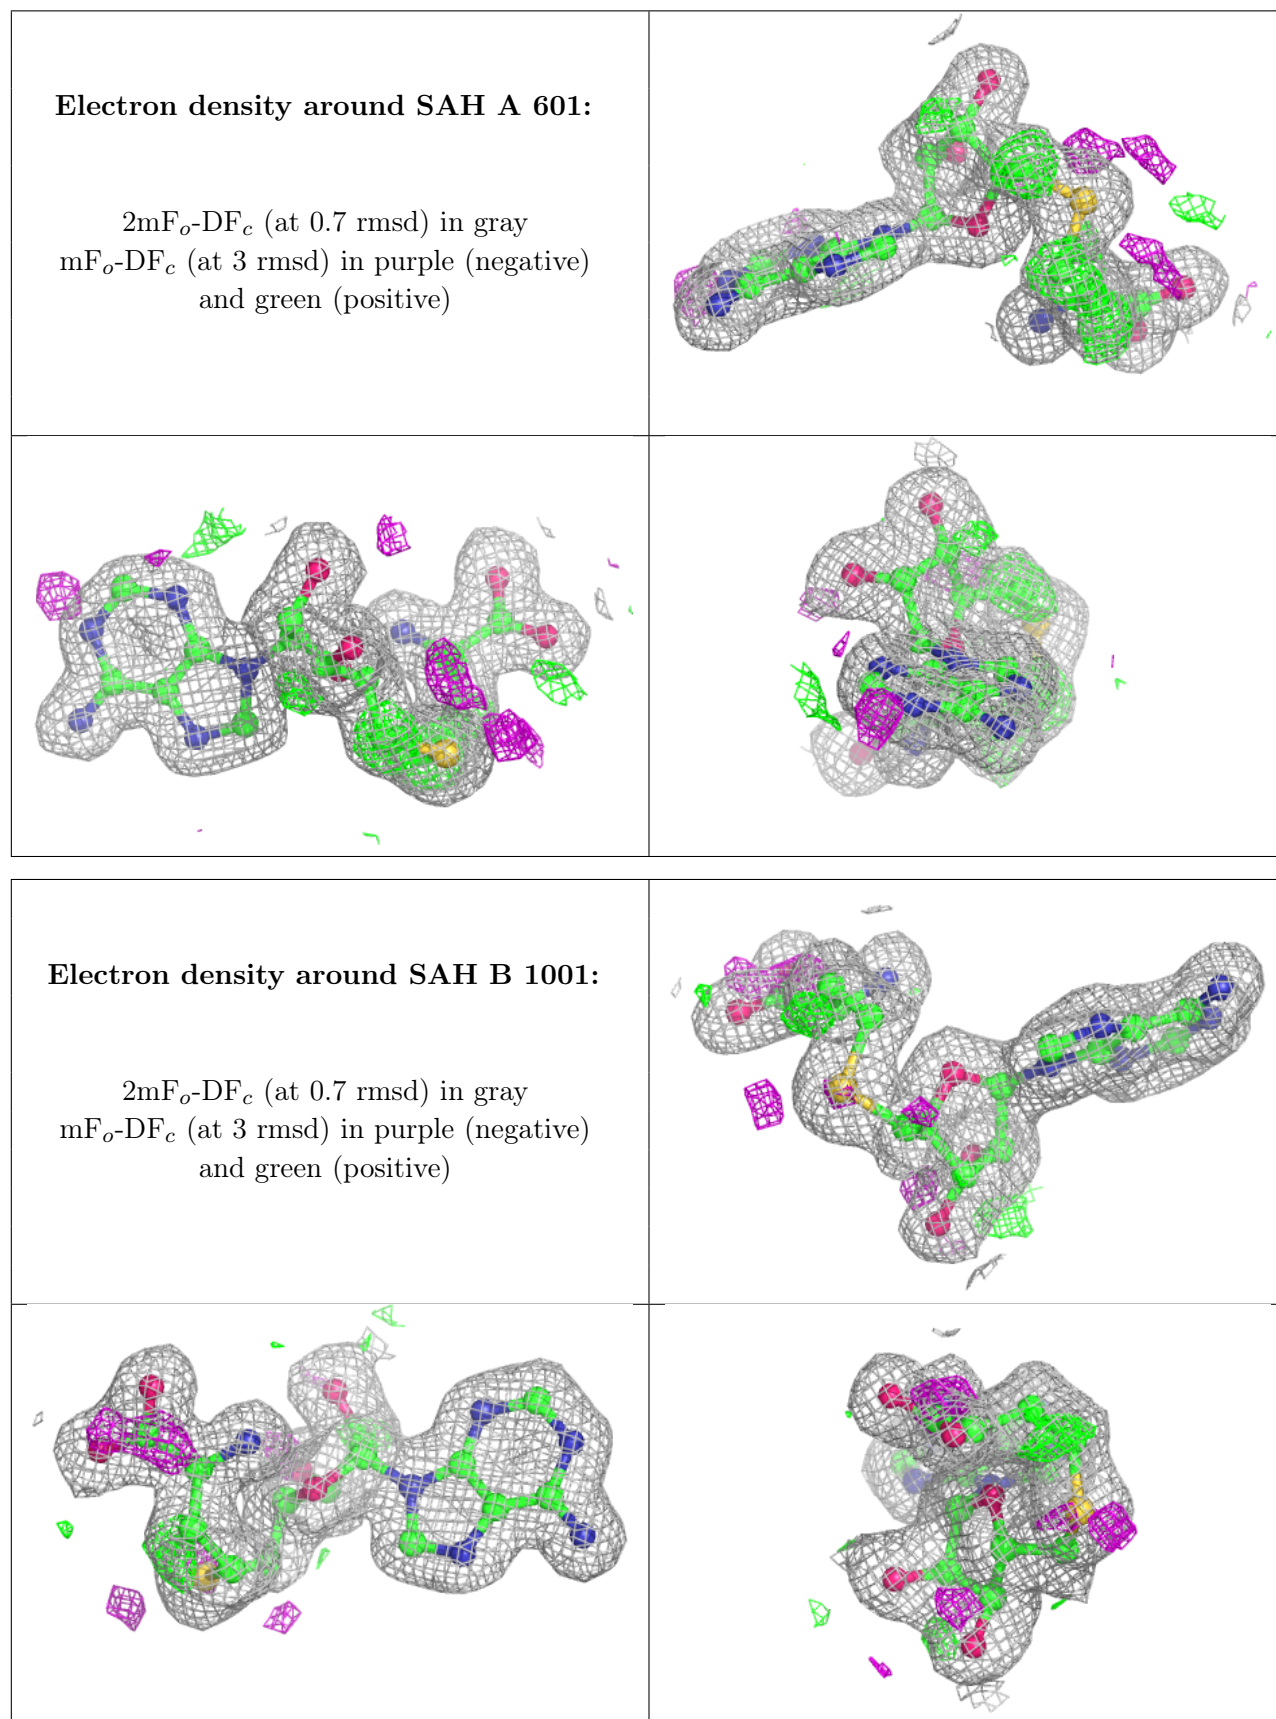 Electron density around SAH A 601:
2mFo-DFc (at 0.7 rmsd) in gray
mFo-DFc (at 3 rmsd) in purple (negative)
and green (positive)
Electron density around SAH B 1001:
2mFo-DFc (at 0.7 rmsd) in gray
mFo-DFc (at 3 rmsd) in purple (negative)
and green (positive)